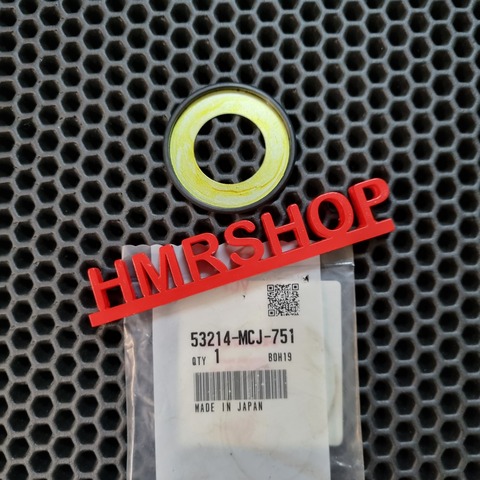 HMRSHOP
53214-MCJ-751
QTY 1 80H19
MADE IN JAPAN